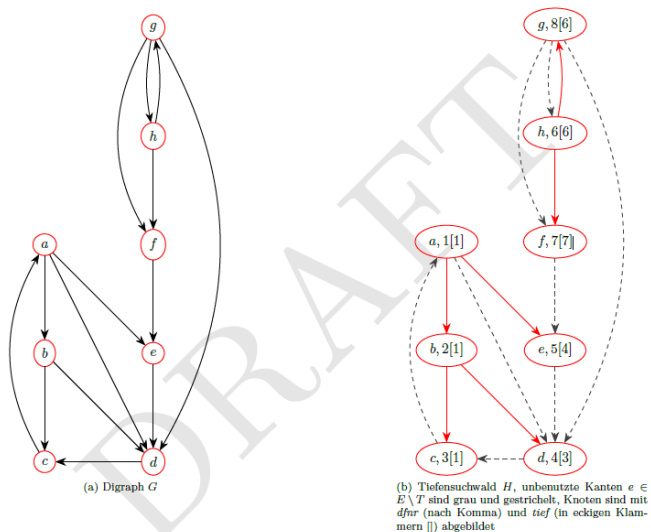 g
h
f
a
b
e
c
d
(a) Digraph G
g, 8[6]
h, 6[6]
f, 7[7]
a, 1[1]
b, 2[1]
e, 5[4]
c, 3[1]
d, 4[3]
(b) Tiefensuchwald H, unbenutzte Kanten e ∈
E \ T sind grau und gestrichelt, Knoten sind mit
dfnr (nach Komma) und tief (in eckigen Klam-
mern []) abgebildet
DRAFT